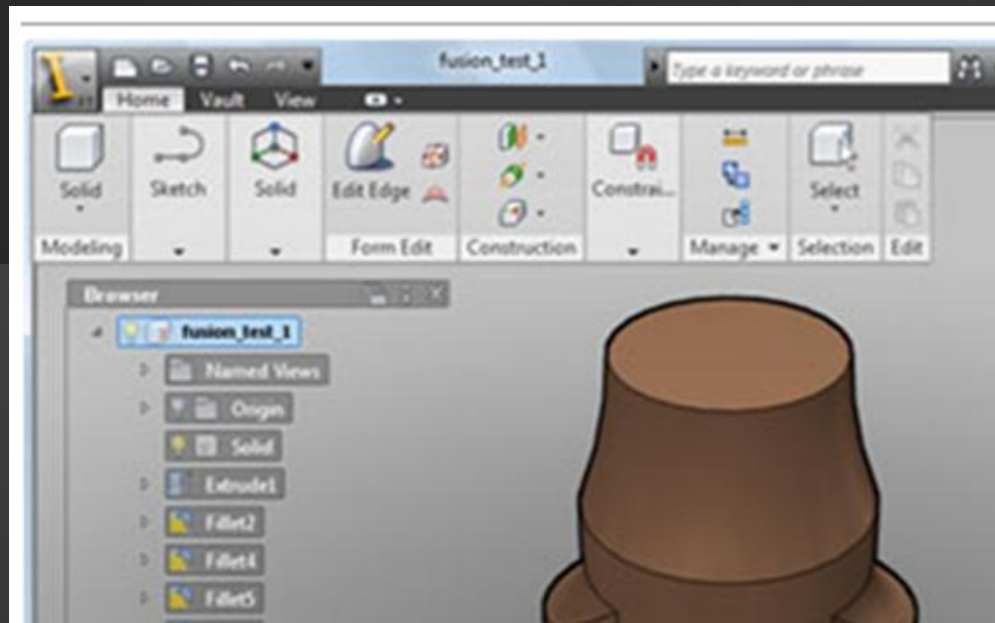 fusion_test_1
Type a keyword or phrase
Home Vault View
Solid Sketch Solid Edit Edge Constrai... Select
Modeling Form Edit Construction Manage Selection Edit
Browser
fusion_test_1
Named Views
Origin
Solid
Extrude1
Fillet2
Fillet4
Fillet5